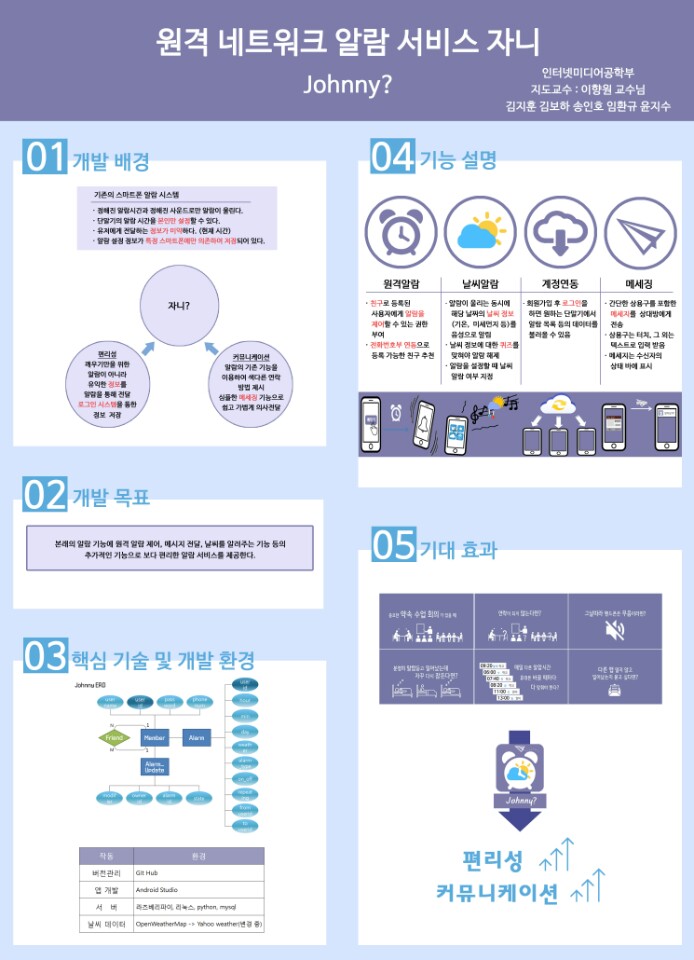 원격 네트워크 알람 서비스 자니
Johnny?
인터넷미디어공학부
지도교수 : 이향원 교수님
김지훈 김보하 송인호 임환규 윤지수
01 개발 배경
기존의 스마트폰 알람 시스템
· 정해진 알람시간과 정해진 사운드로만 알람이 울린다.
· 단말기의 알람 시간을 본인만 설정할 수 있다.
· 유저에게 전달하는 정보가 미약하다. (현재 시간)
· 알람 설정 정보가 특정 스마트폰에만 의존하여 저장되어 있다.
자니?
편리성
깨우기만을 위한
알람이 아니라
유익한 정보를
알람을 통해 전달
로그인 시스템을 통한
정보 저장
커뮤니케이션
알람의 기존 기능을
이용하여 색다른 연락
방법 제시
심플한 메세징 기능으로
쉽고 가볍게 의사전달
02 개발 목표
본래의 알람 기능에 원격 알람 제어, 메시지 전달, 날씨를 알려주는 기능 등의
추가적인 기능으로 보다 편리한 알람 서비스를 제공한다.
03 핵심 기술 및 개발 환경
Johnny ERD
user id
Friend
N
1
N
1
Member
Alarm
Alarm_Update
작동 환경
버전관리 Git Hub
앱 개발 Android Studio
서 버 라즈베리파이, 리눅스, python, mysql
날씨 데이터 OpenWeatherMap -> Yahoo weather(변경 중)
04 기능 설명
원격알람
· 친구로 등록된
사용자에게 알람을
제어할 수 있는 권한
부여
· 전화번호부 연동으로
등록 가능한 친구 추천
날씨알람
· 알람이 울리는 동시에
해당 날짜의 날씨 정보
(기온, 미세먼지 등)를
음성으로 알림
· 날씨 정보에 대한 퀴즈를
맞혀야 알람 해제
· 알람을 설정할 때 날씨
알람 여부 지정
계정연동
· 회원가입 후 로그인을
하면 원하는 단말기에서
알람 목록 등의 데이터를
불러올 수 있음
메세징
· 간단한 상용구를 포함한
메세지를 상대방에게
전송
· 상용구는 터치, 그 외는
텍스트로 입력 받음
· 메세지는 수신자의
상태 바에 표시
05 기대 효과
약속 수업 회의
연락이 되지 않는다면?
다른 앱
Johnny?
편리성
커뮤니케이션